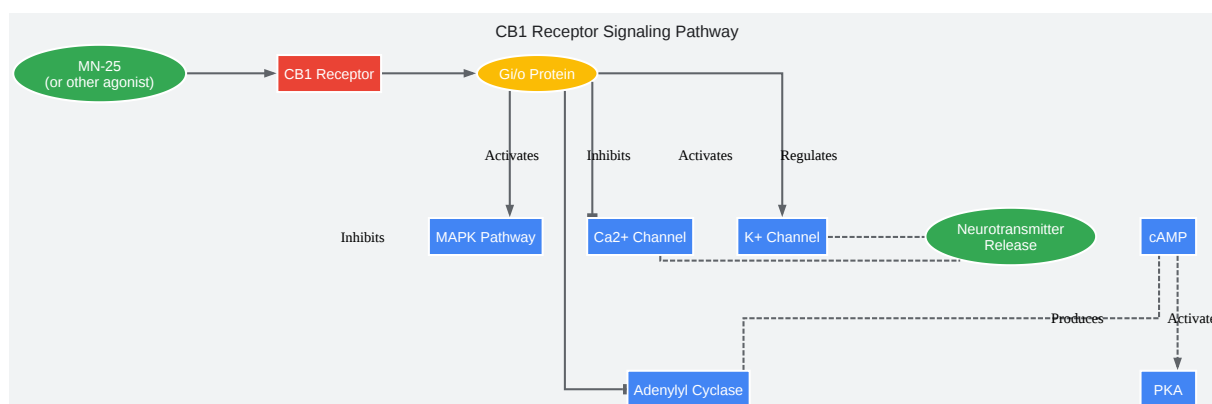 CB1 Receptor Signaling Pathway
MN-25
(or other agonist)
CB1 Receptor
Gi/o Protein
Activates
Inhibits
Activates
Regulates
Inhibits
MAPK Pathway
Ca2+ Channel
K+ Channel
Neurotransmitter
Release
cAMP
Produces
Activate
Adenylyl Cyclase
PKA